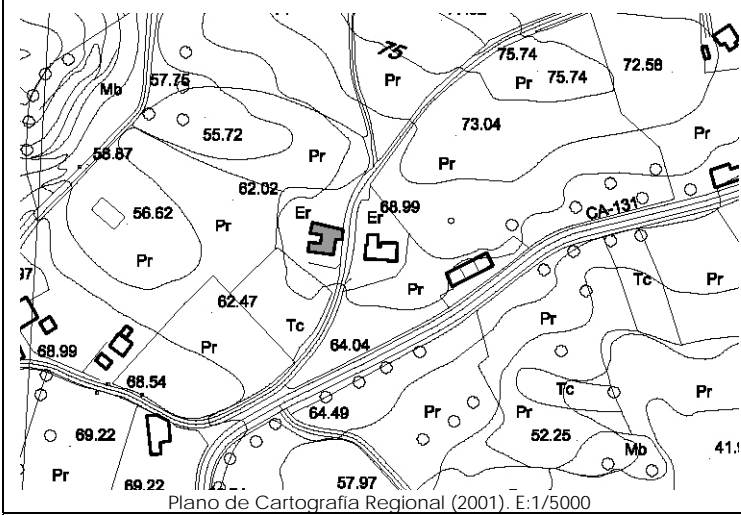 75
57.75
Mb
Pr
75.74
Pr
75.74
72.58
55.72
73.04
Pr
Pr
Pr
58.87
62.02
56.62
Er
Er
68.99
CA-131
Pr
Pr
Pr
Tc
Pr
62.47
Tc
Pr
64.04
Pr
68.99
68.54
Tc
Pr
64.49
Pr
Pr
69.22
52.25
Mb
Pr
69.22
57.97
Plano de Cartografía Regional (2001). E:1/5000